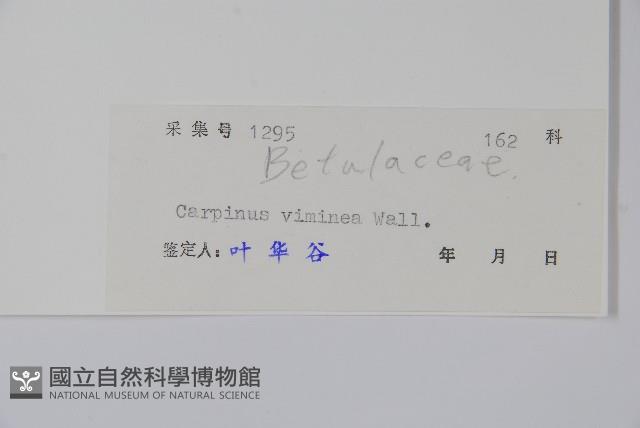 采集号 1295 162 科
Betulaceae.
Carpinus viminea Wall.
鉴定人: 叶华谷 年 月 日
國立自然科學博物館
NATIONAL MUSEUM OF NATURAL SCIENCE